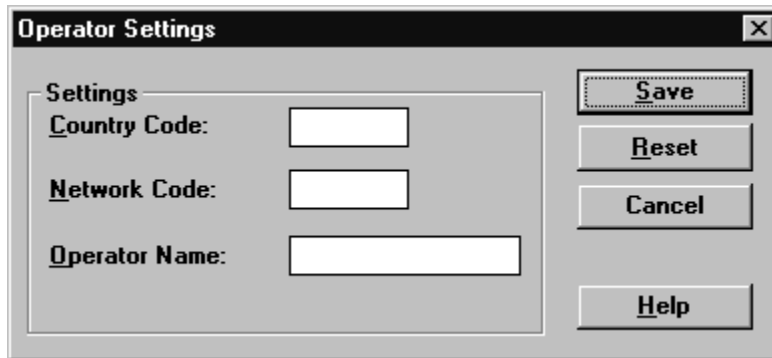 Operator Settings
Settings
Country Code:
Network Code:
Operator Name:
Save
Reset
Cancel
Help